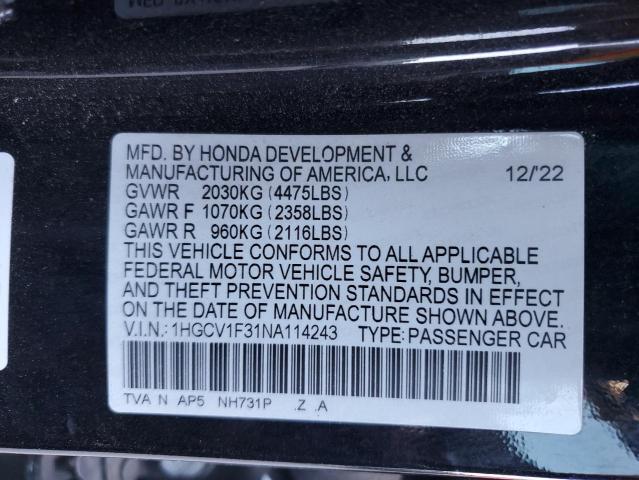 MFD. BY HONDA DEVELOPMENT &
MANUFACTURING OF AMERICA, LLC 12/'22
GVWR 2030KG (4475LBS)
GAWR F 1070KG (2358LBS)
GAWR R 960KG (2116LBS)
THIS VEHICLE CONFORMS TO ALL APPLICABLE
FEDERAL MOTOR VEHICLE SAFETY, BUMPER,
AND THEFT PREVENTION STANDARDS IN EFFECT
ON THE DATE OF MANUFACTURE SHOWN ABOVE.
V.I.N.: 1HGCV1F31NA114243 TYPE: PASSENGER CAR
TVA N AP5 NH731P .Z .A